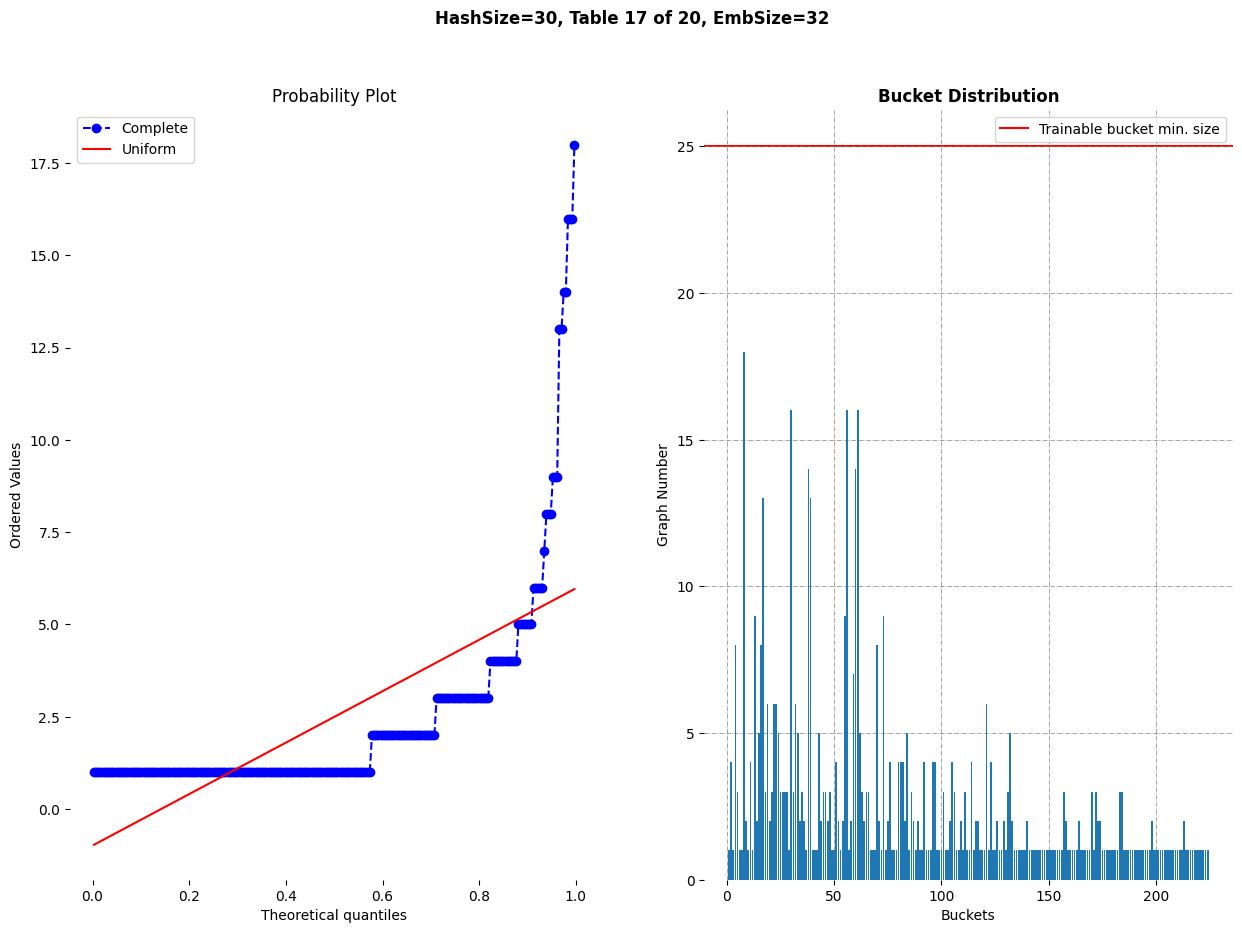 HashSize=30, Table 17 of 20, EmbSize=32
Probability Plot
Complete
Uniform
17.5
15.0
12.5
10.0
7.5
5.0
2.5
0.0
Ordered Values
0.0 0.2 0.4 0.6 0.8 1.0
Theoretical quantiles
Bucket Distribution
Trainable bucket min. size
25
20
15
10
5
0
Graph Number
0 50 100 150 200
Buckets